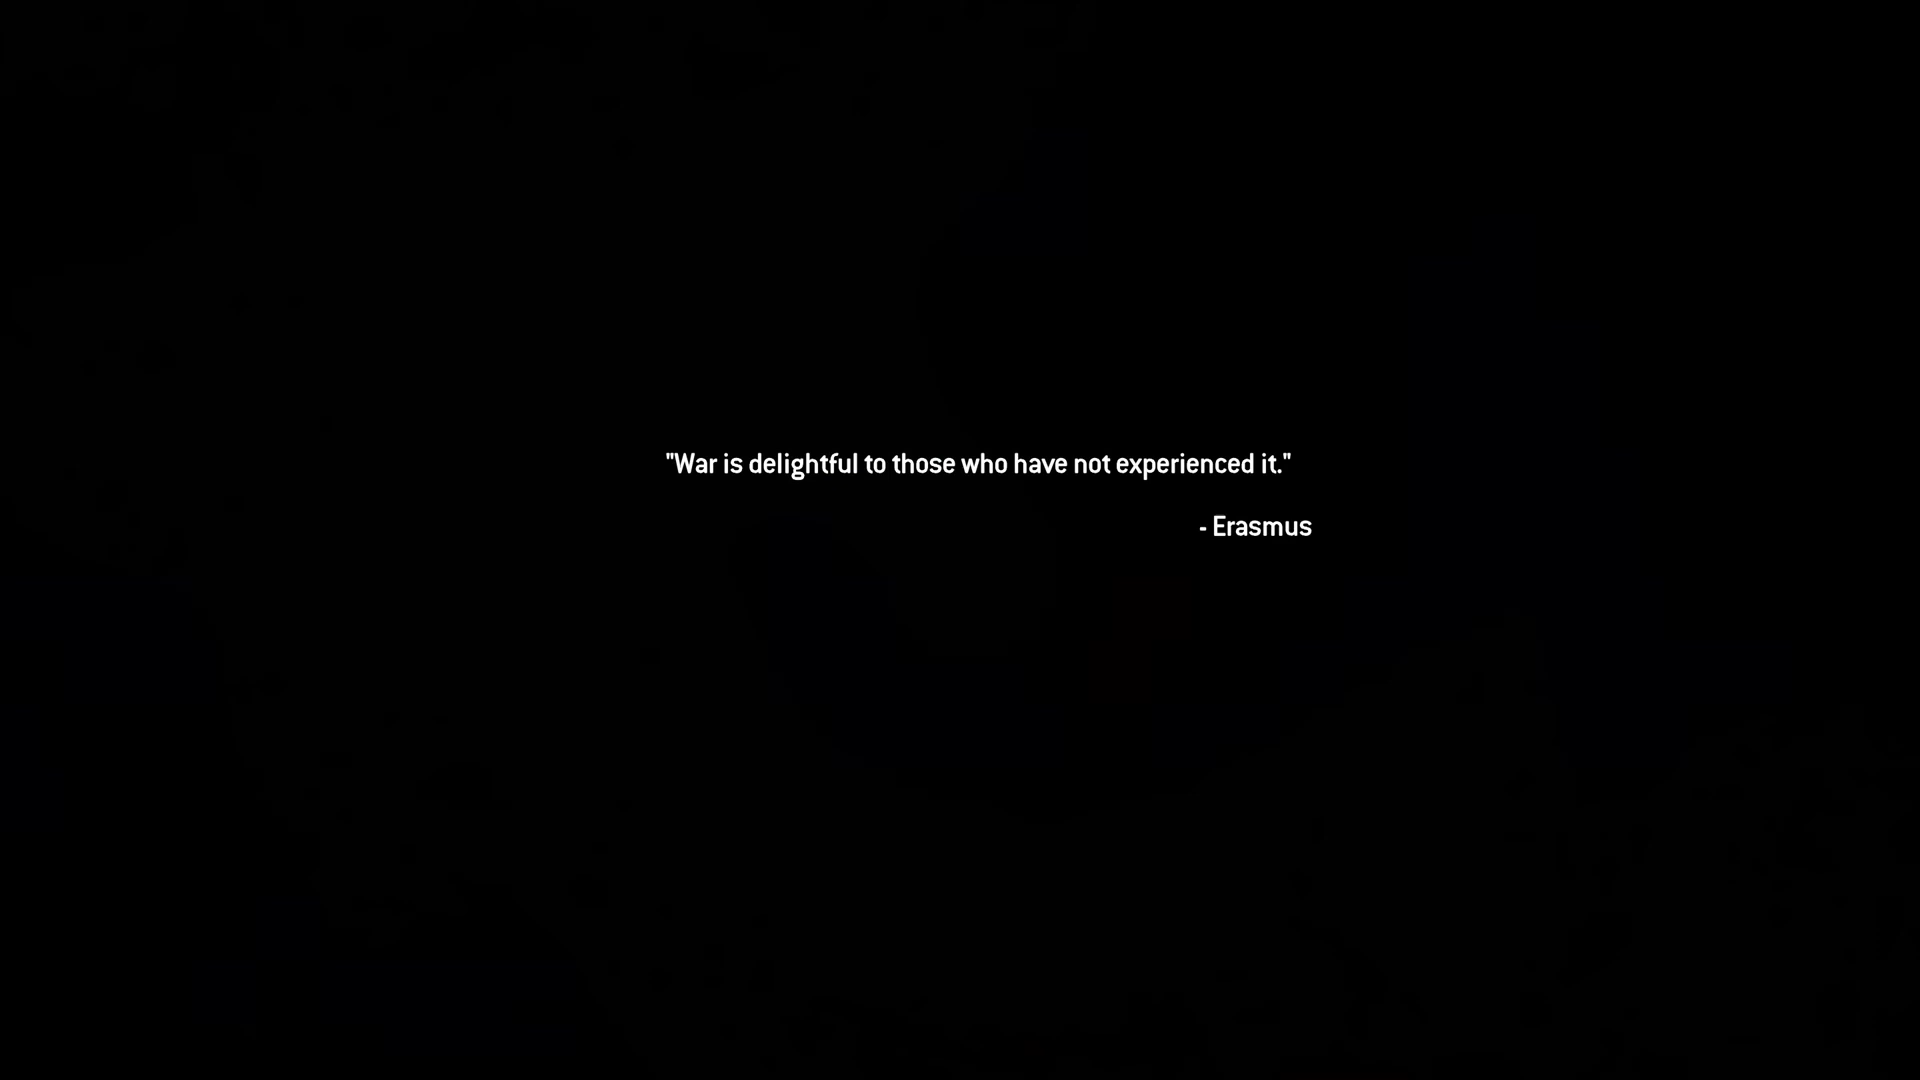 "War is delightful to those who have not experienced it."
- Erasmus